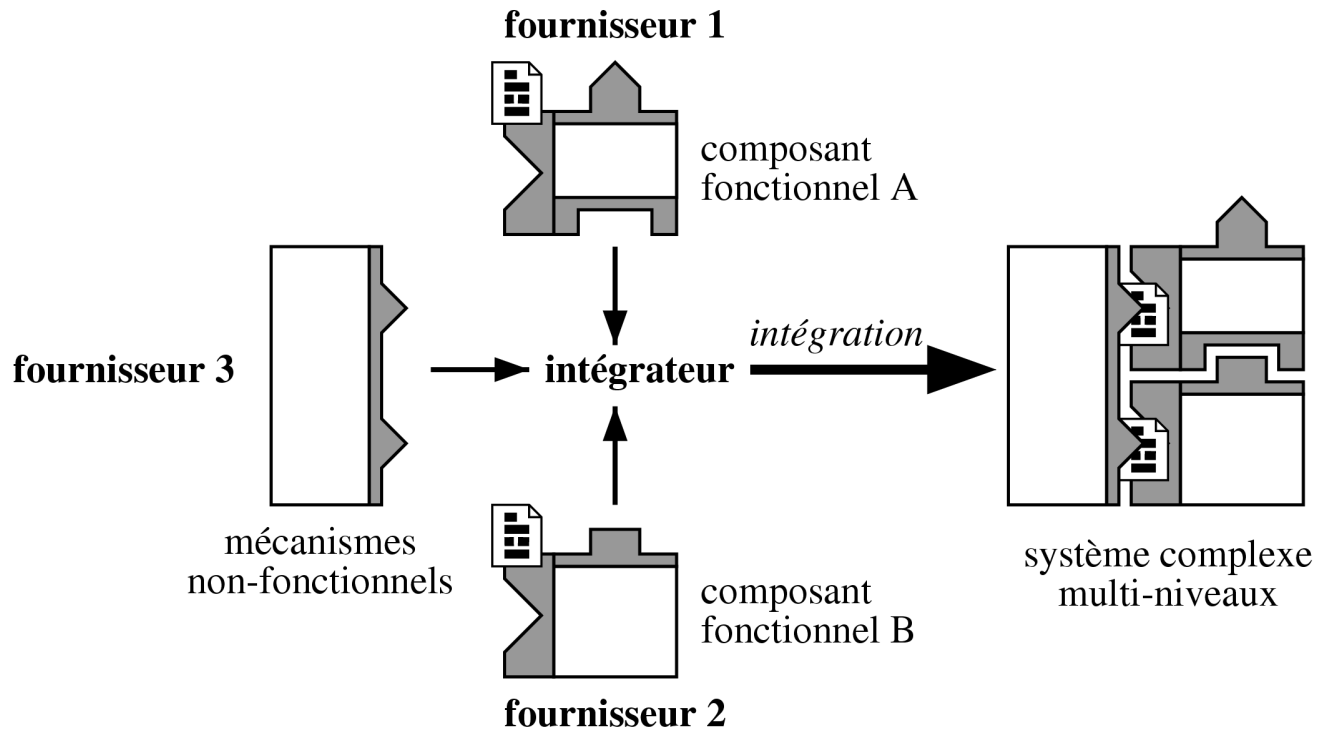 fournisseur 1
composant
fonctionnel A
intégration
fournisseur 3
intégrateur
mécanismes
non-fonctionnels
composant
fonctionnel B
système complexe
multi-niveaux
fournisseur 2